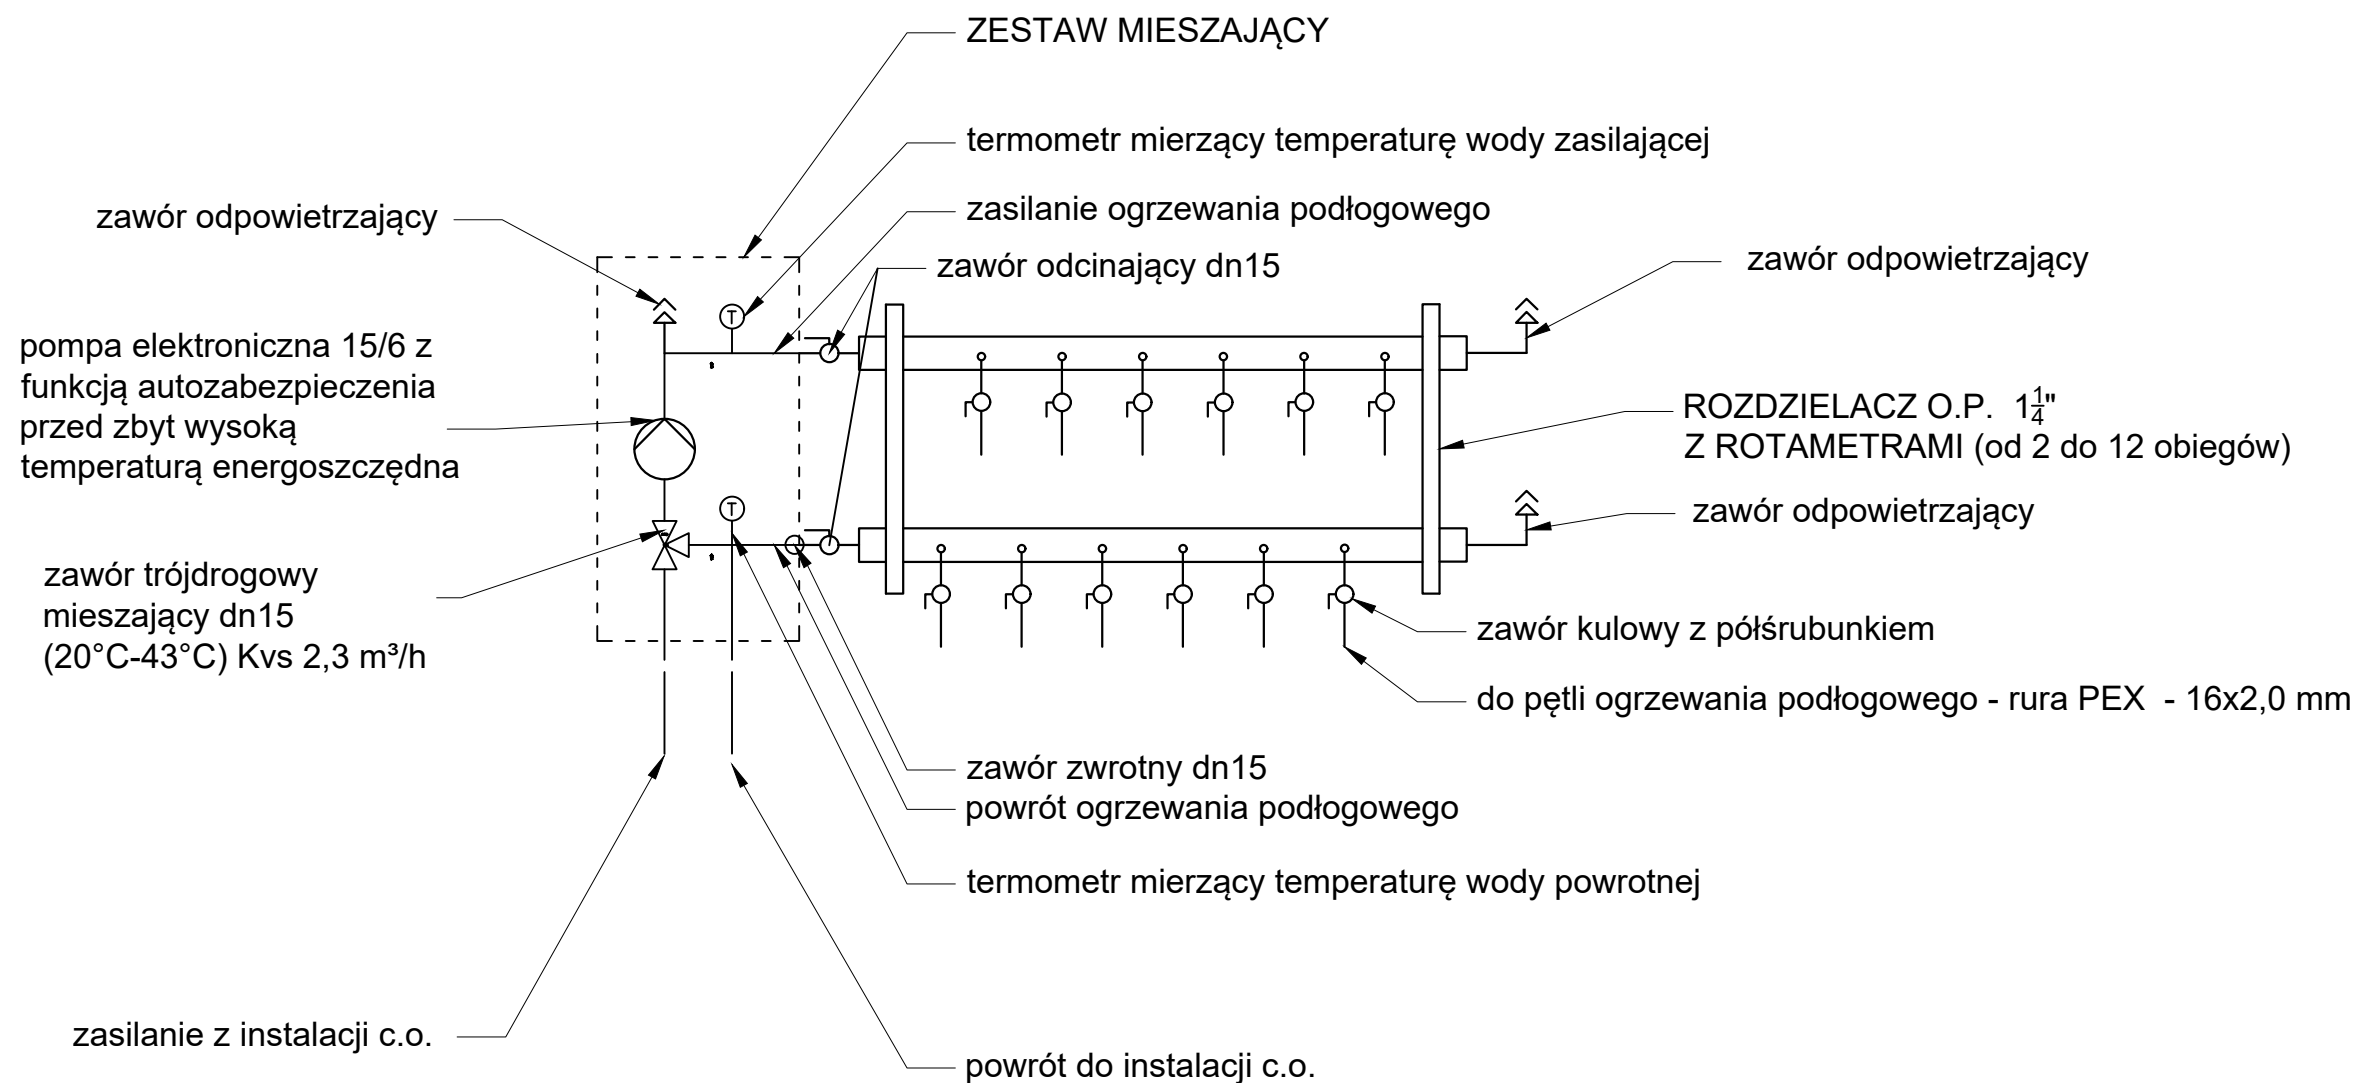 ZESTAW MIESZAJĄCY
termometr mierzący temperaturę wody zasilającej
zasilanie ogrzewania podłogowego
zawór odpowietrzający
zawór odcinający dn15
zawór odpowietrzający
T
pompa elektroniczna 15/6 z
funkcją autozabezpieczenia
przed zbyt wysoką
temperaturą energoszczędna
ROZDZIELACZ O.P. 1 1/4"
Z ROTAMETRAMI (od 2 do 12 obiegów)
T
zawór odpowietrzający
zawór trójdrogowy
mieszający dn15
(20°C-43°C) Kvs 2,3 m³/h
zawór kulowy z półśrubunkiem
do pętli ogrzewania podłogowego - rura PEX - 16x2,0 mm
zawór zwrotny dn15
powrót ogrzewania podłogowego
termometr mierzący temperaturę wody powrotnej
zasilanie z instalacji c.o.
powrót do instalacji c.o.